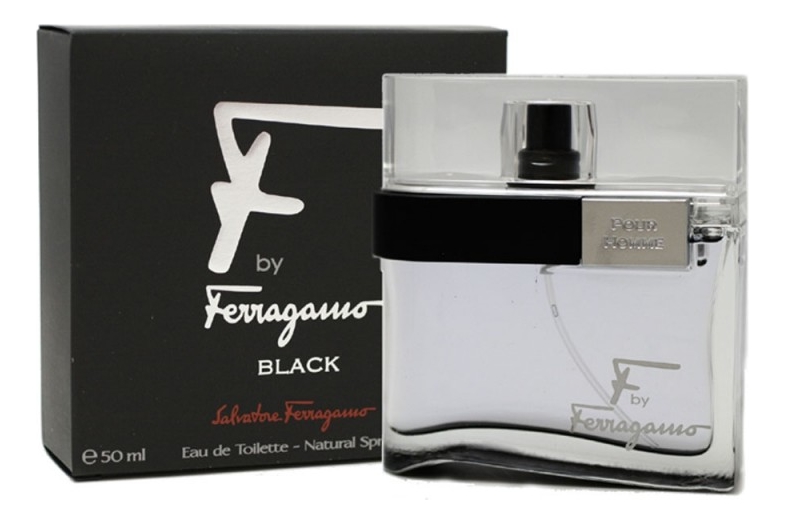 F
by
Ferragamo
BLACK
Salvatore Ferragamo
℮ 50 ml Eau de Toilette - Natural Spr
POUR
HOMME
F
by
Ferragamo